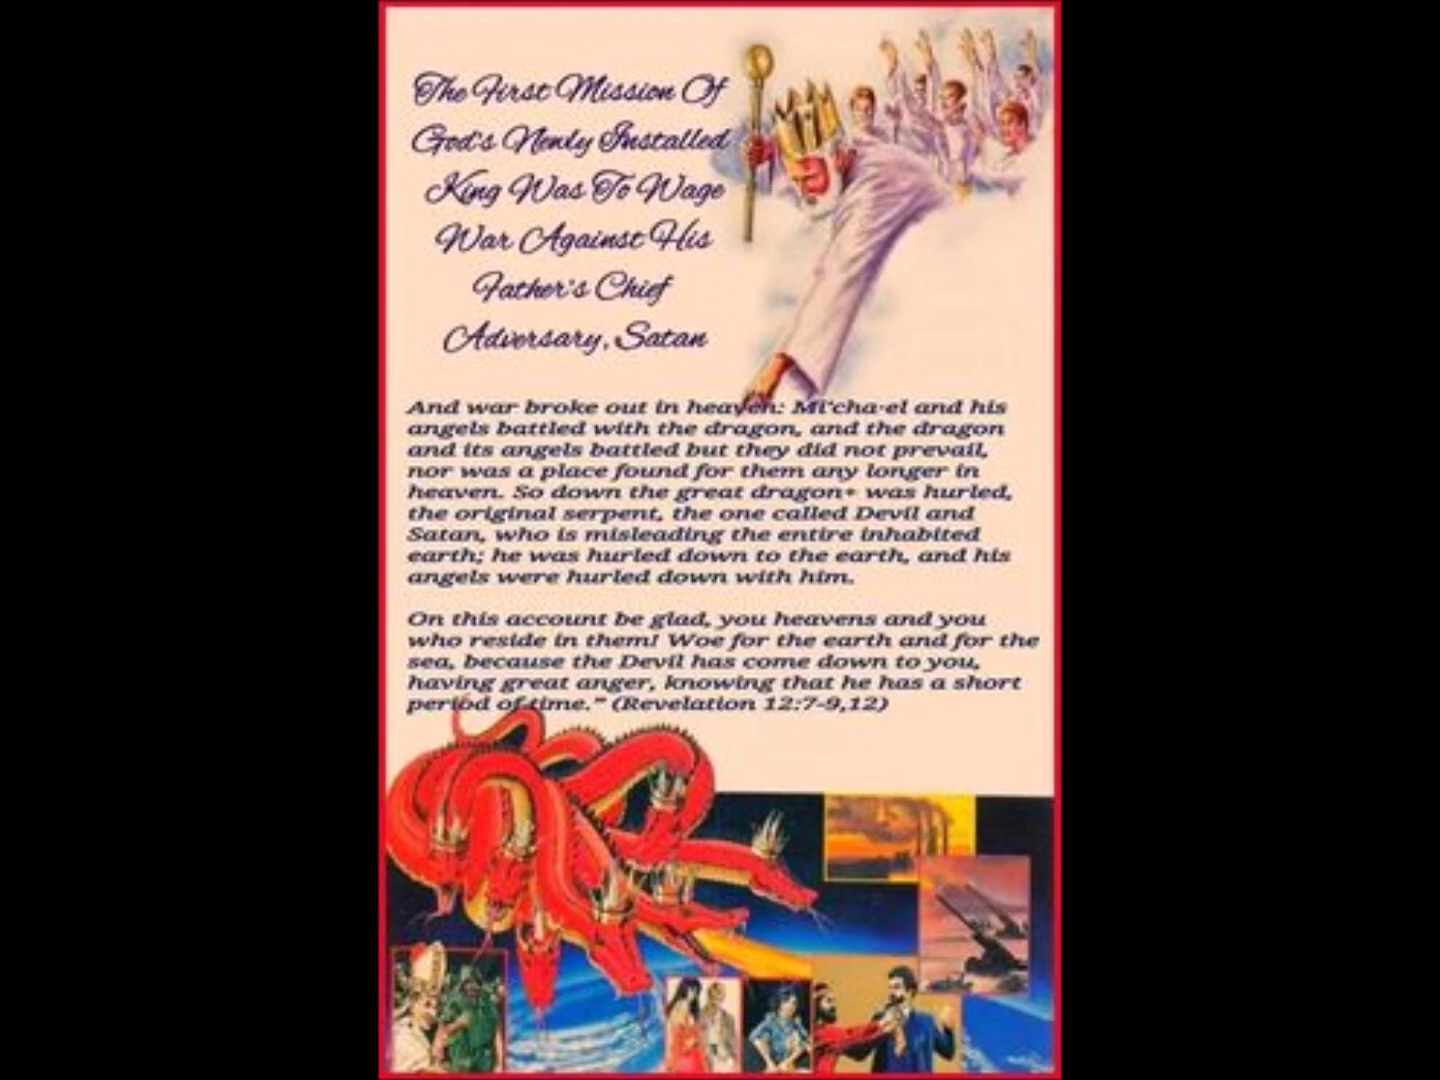 The First Mission Of
God's Newly Installed
King Was To Wage
War Against His
Father's Chief
Adversary, Satan
And war broke out in heaven: Mi′cha·el and his
angels battled with the dragon, and the dragon
and its angels battled but they did not prevail,
nor was a place found for them any longer in
heaven. So down the great dragon+ was hurled,
the original serpent, the one called Devil and
Satan, who is misleading the entire inhabited
earth; he was hurled down to the earth, and his
angels were hurled down with him.
On this account be glad, you heavens and you
who reside in them! Woe for the earth and for the
sea, because the Devil has come down to you,
having great anger, knowing that he has a short
period of time.” (Revelation 12:7-9,12)